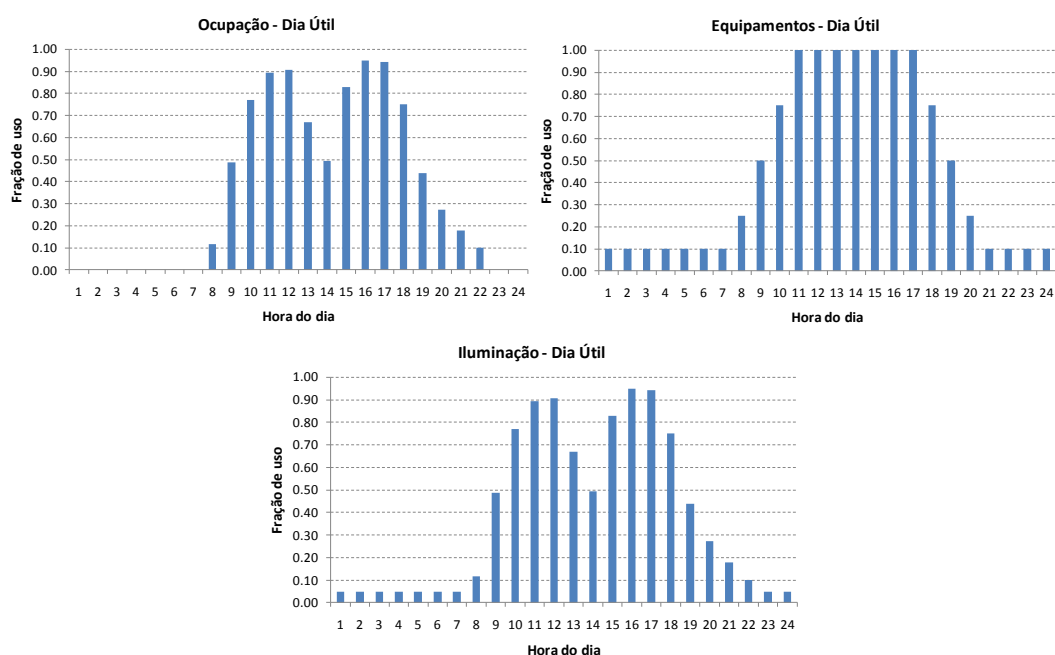 Ocupação - Dia Útil
Fração de uso
1.00
0.90
0.80
0.70
0.60
0.50
0.40
0.30
0.20
0.10
0.00
1 2 3 4 5 6 7 8 9 10 11 12 13 14 15 16 17 18 19 20 21 22 23 24
Hora do dia
Equipamentos - Dia Útil
Fração de uso
1.00
0.90
0.80
0.70
0.60
0.50
0.40
0.30
0.20
0.10
0.00
1 2 3 4 5 6 7 8 9 10 11 12 13 14 15 16 17 18 19 20 21 22 23 24
Hora do dia
Iluminação - Dia Útil
Fração de uso
1.00
0.90
0.80
0.70
0.60
0.50
0.40
0.30
0.20
0.10
0.00
1 2 3 4 5 6 7 8 9 10 11 12 13 14 15 16 17 18 19 20 21 22 23 24
Hora do dia